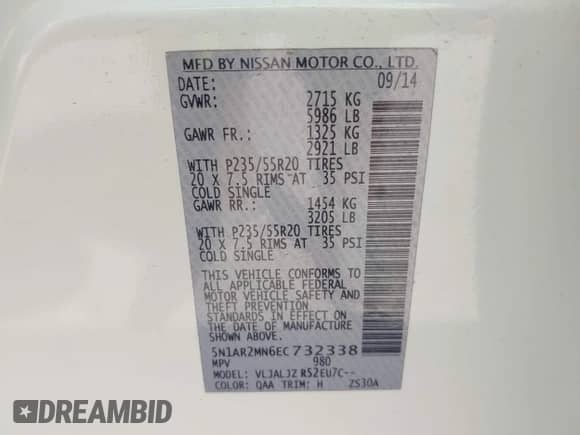 MFD BY NISSAN MOTOR CO., LTD.
DATE: 09/14
GVWR: 2715 KG
5986 LB
GAWR FR.: 1325 KG
2921 LB
WITH P235/55R20 TIRES
20 X 7.5 RIMS AT 35 PSI
COLD SINGLE
GAWR RR.: 1454 KG
3205 LB
WITH P235/55R20 TIRES
20 X 7.5 RIMS AT 35 PSI
COLD SINGLE
THIS VEHICLE CONFORMS TO
ALL APPLICABLE FEDERAL
MOTOR VEHICLE SAFETY AND
THEFT PREVENTION
STANDARDS IN EFFECT ON
THE DATE OF MANUFACTURE
SHOWN ABOVE.
5N1AR2MN6EC732338
MPV 980
MODEL: VLJALJZ R52EU7C--
COLOR: QAA TRIM: H ZS30A
DREAMBID
DREAMBID